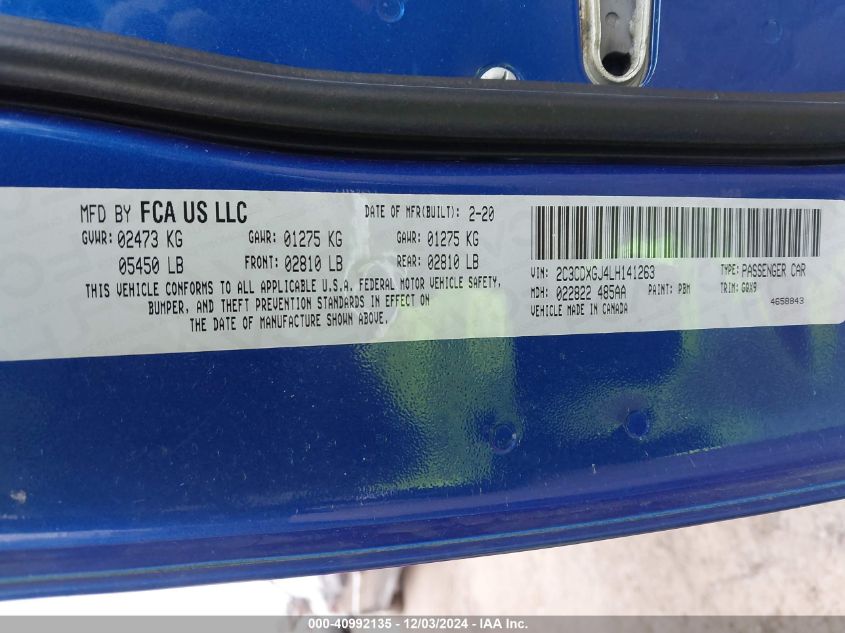 MFD BY FCA US LLC DATE OF MFR(BUILT): 2-20
GVWR: 02473 KG GAWR: 01275 KG GAWR: 01275 KG
05450 LB FRONT: 02810 LB REAR: 02810 LB
THIS VEHICLE CONFORMS TO ALL APPLICABLE U.S.A. FEDERAL MOTOR VEHICLE SAFETY,
BUMPER, AND THEFT PREVENTION STANDARDS IN EFFECT ON
THE DATE OF MANUFACTURE SHOWN ABOVE.
VIN: 2C3CDXGJ4LH141263 TYPE: PASSENGER CAR
MDH: 022822 485AA PAINT: PBM TRIM: GRX9
VEHICLE MADE IN CANADA 4658843
000-40992135 - 12/03/2024 - IAA Inc.